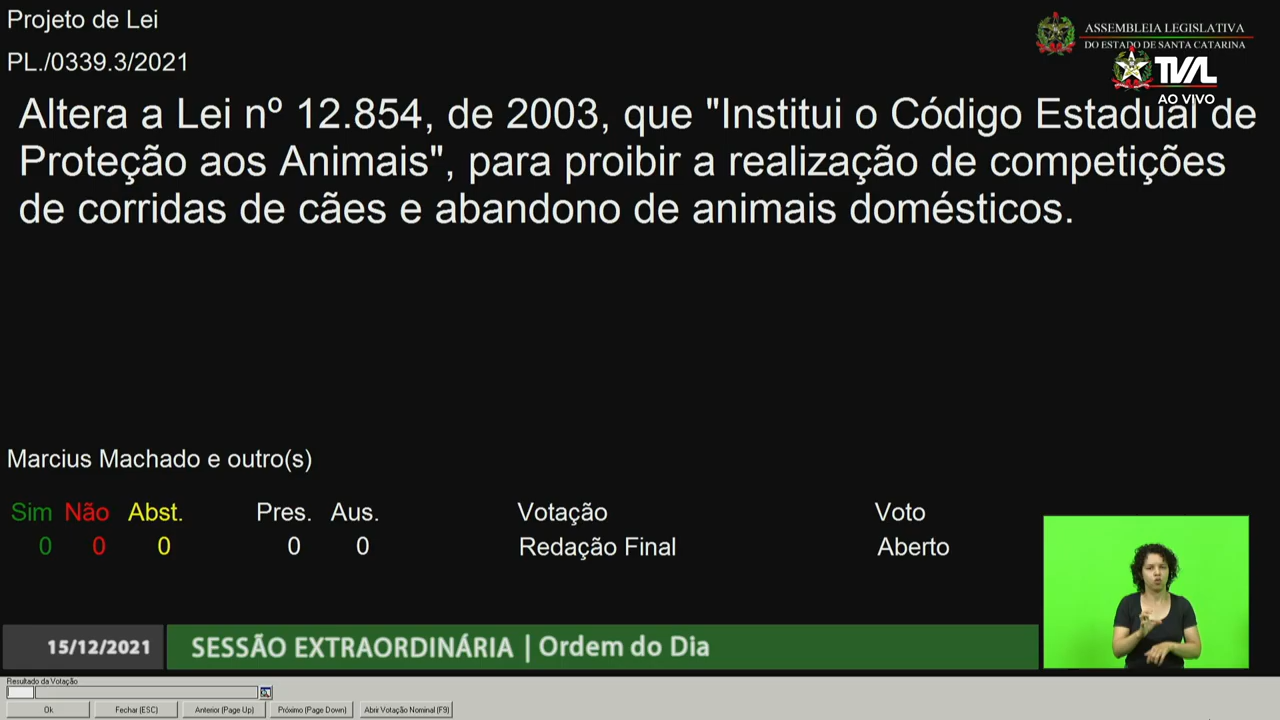 Projeto de Lei
PL./0339.3/2021
ASSEMBLEIA LEGISLATIVA
DO ESTADO DE SANTA CATARINA
TVAL
AO VIVO
Altera a Lei nº 12.854, de 2003, que "Institui o Código Estadual de
Proteção aos Animais", para proibir a realização de competições
de corridas de cães e abandono de animais domésticos.
Marcius Machado e outro(s)
Sim Não Abst. Pres. Aus. Votação Voto
0 0 0 0 0 Redação Final Aberto
15/12/2021 SESSÃO EXTRAORDINÁRIA | Ordem do Dia
Resultado da Votação
Ok Fechar (ESC) Anterior (Page Up) Próximo (Page Down) Abrir Votação Nominal (F9)